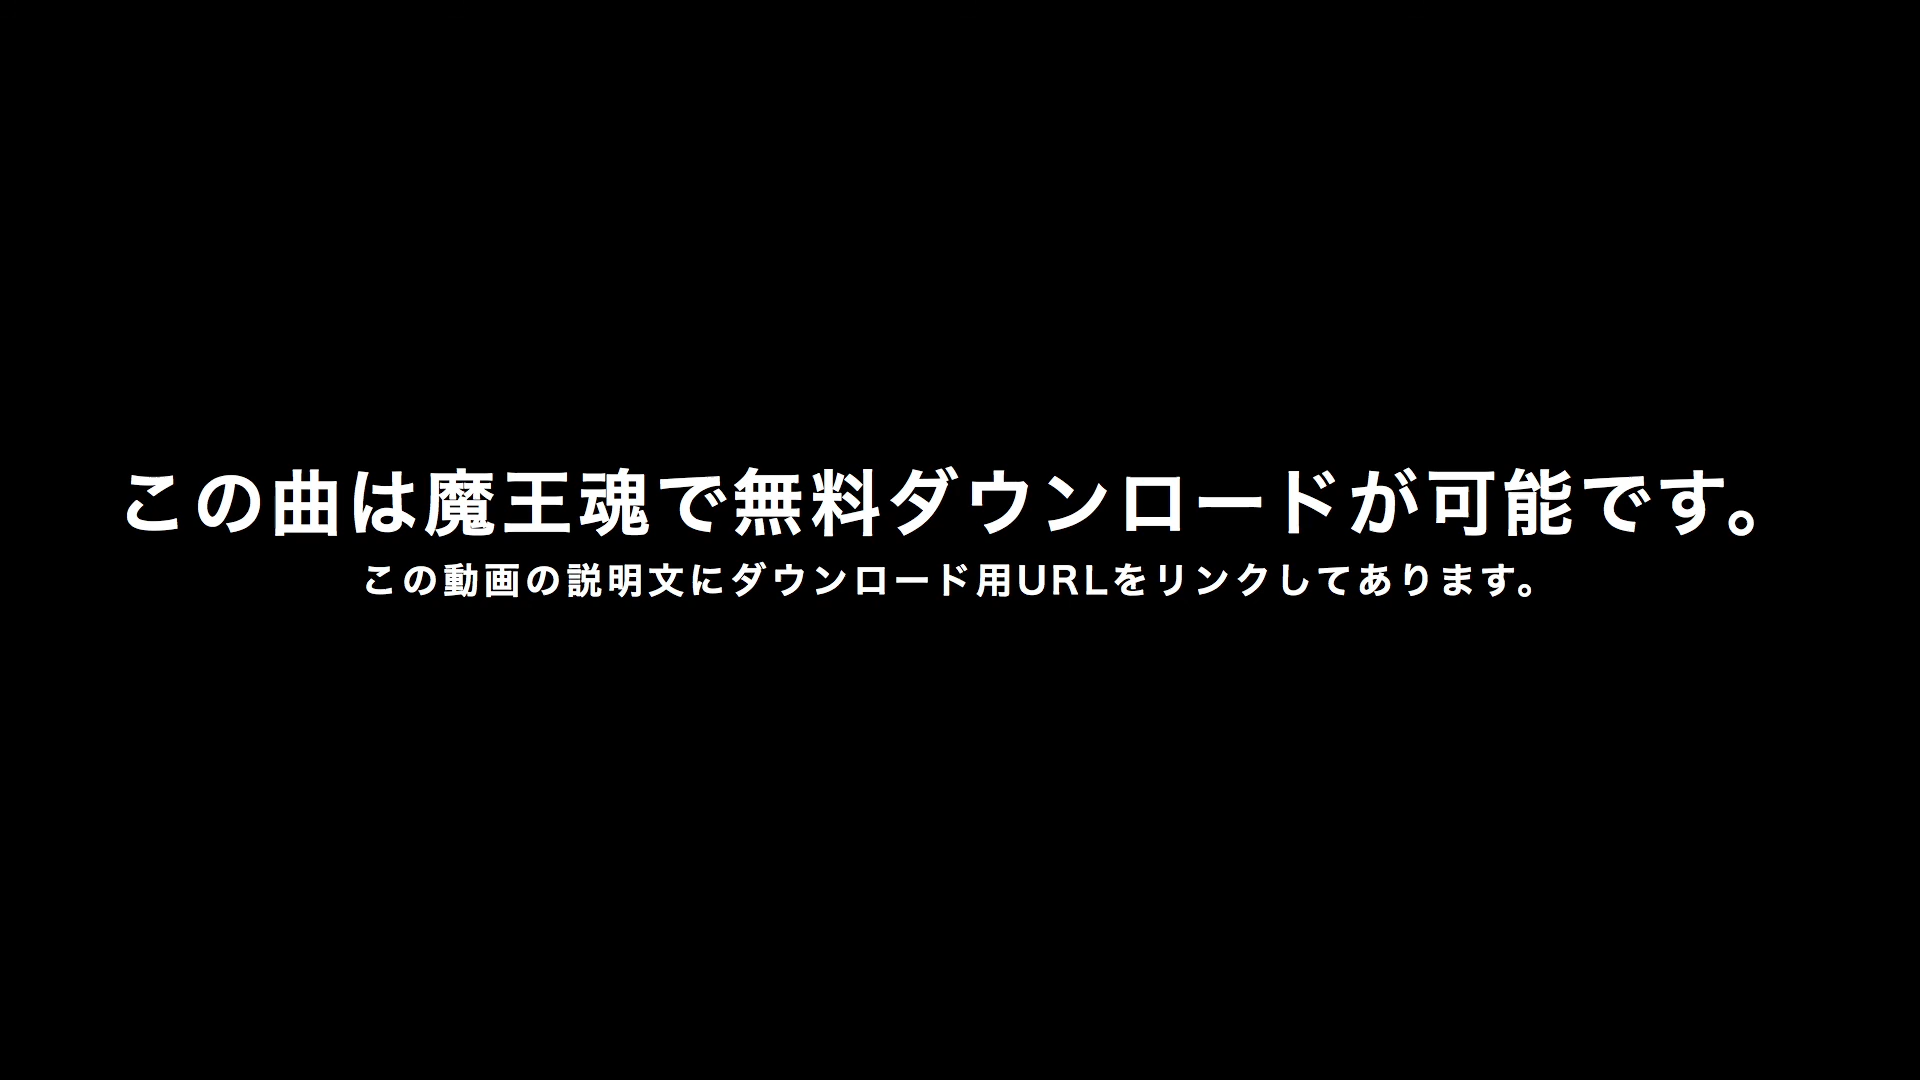 この曲は魔王魂で無料ダウンロードが可能です。
この動画の説明文にダウンロード用URLをリンクしてあります。